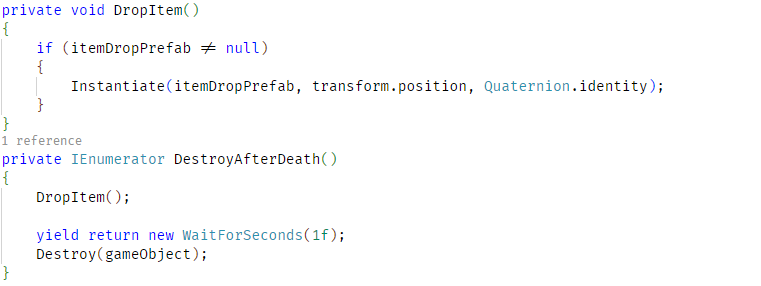 private void DropItem()
{
    if (itemDropPrefab != null)
    {
        Instantiate(itemDropPrefab, transform.position, Quaternion.identity);
    }
}
1 reference
private IEnumerator DestroyAfterDeath()
{
    DropItem();
    yield return new WaitForSeconds(1f);
    Destroy(gameObject);
}